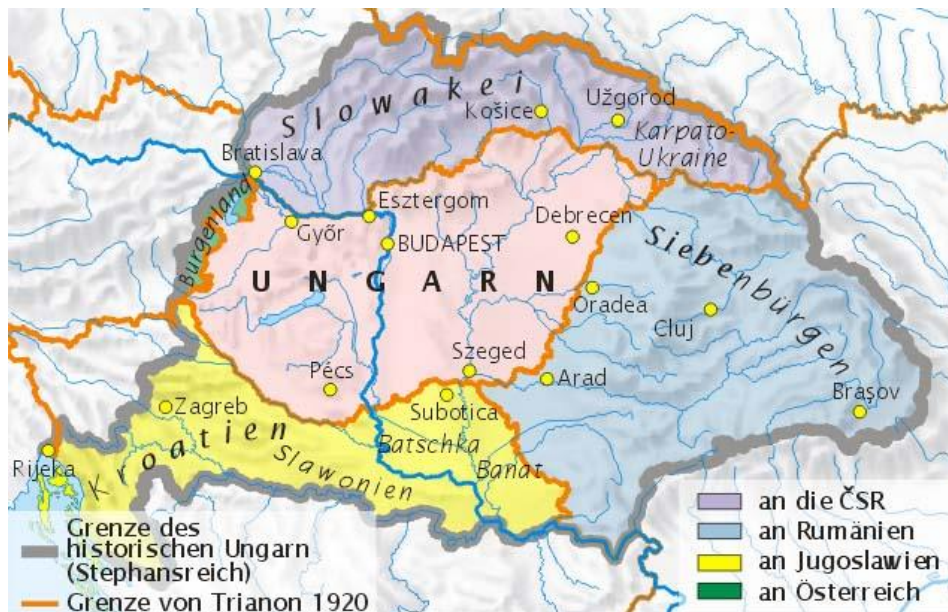 Slowakei
Košice
Užgorod
Karpato-
Ukraine
Bratislava
Burgenland
Esztergom
Győr
BUDAPEST
Debrecen
UNGARN
Siebenbürgen
Oradea
Cluj
Pécs
Szeged
Arad
Subotica
Brașov
Zagreb
Kroatien
Slawonien
Batschka
Banat
Rijeka
Grenze des
historischen Ungarn
(Stephansreich)
Grenze von Trianon 1920
an die ČSR
an Rumänien
an Jugoslawien
an Österreich